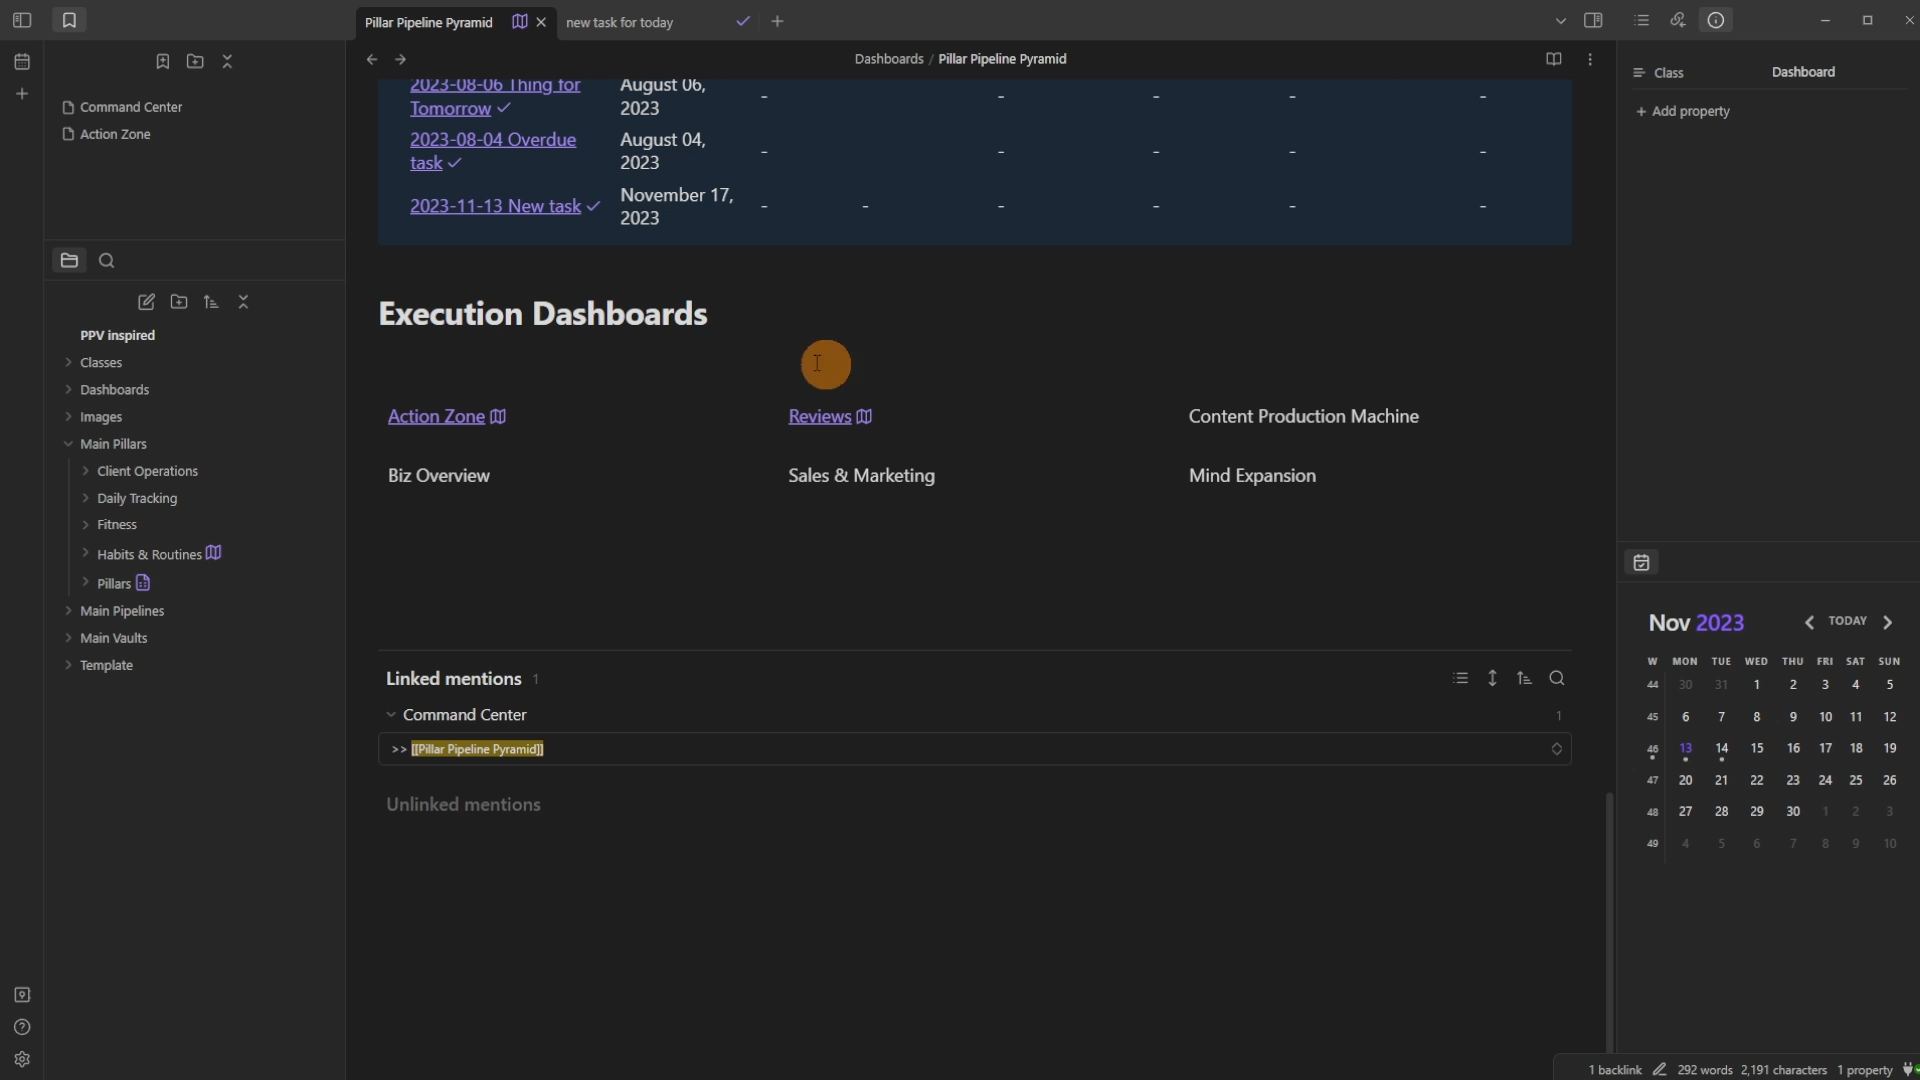 Pillar Pipeline Pyramid
new task for today
Dashboards / Pillar Pipeline Pyramid
Command Center
Action Zone
PPV inspired
Classes
Dashboards
Images
Main Pillars
Client Operations
Daily Tracking
Fitness
Habits & Routines
Pillars
Main Pipelines
Main Vaults
Template
2023-08-06 Thing for
Tomorrow
August 06,
2023
- - - - -
2023-08-04 Overdue
task
August 04,
2023
- - - - -
2023-11-13 New task
November 17,
2023
- - - - - -
Execution Dashboards
Action Zone
Reviews
Content Production Machine
Biz Overview
Sales & Marketing
Mind Expansion
Linked mentions 1
Command Center 1
>> [[Pillar Pipeline Pyramid]]
Unlinked mentions
Class Dashboard
+ Add property
Nov 2023 TODAY
W MON TUE WED THU FRI SAT SUN
44 30 31 1 2 3 4 5
45 6 7 8 9 10 11 12
46 13 14 15 16 17 18 19
47 20 21 22 23 24 25 26
48 27 28 29 30 1 2 3
49 4 5 6 7 8 9 10
1 backlink 292 words 2,191 characters 1 property